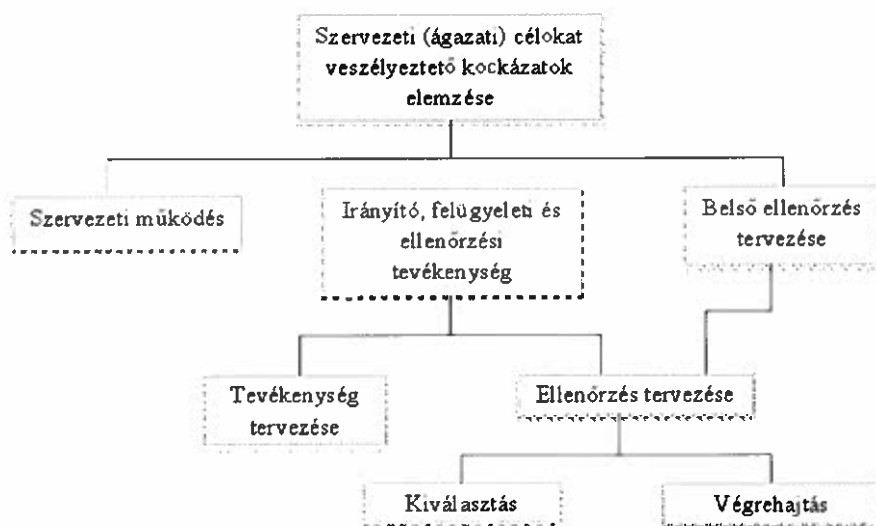 Szervezeti (ágazati) célokat
veszélyeztető kockázatok
elemzése
Szervezeti működés
Irányító, felügyeleti és
ellenőrzési
tevékenység
Belső ellenőrzés
tervezése
Tevékenység
tervezése
Ellenőrzés tervezése
Kiválasztás
Végrehajtás